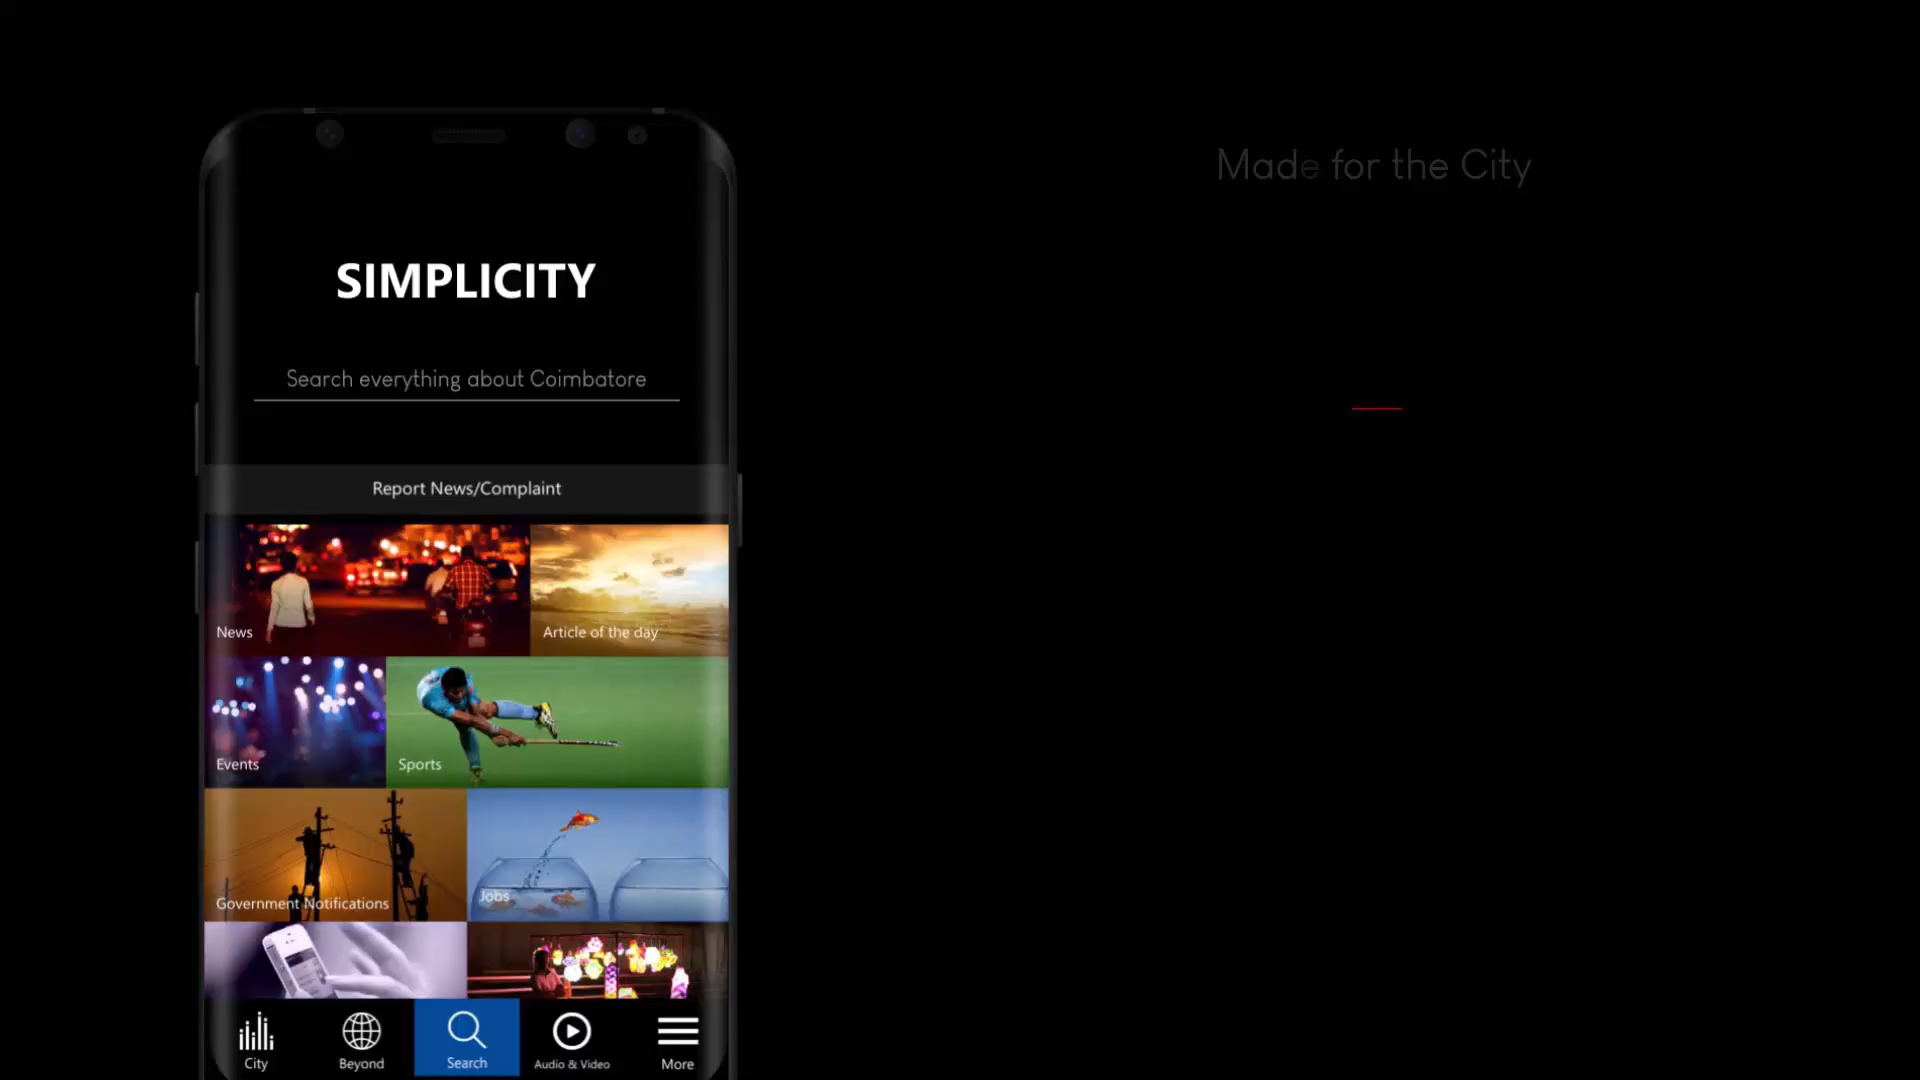 Made for the City
SIMPLICITY
Search everything about Coimbatore
Report News/Complaint
News
Article of the day
Events
Sports
Government Notifications
Jobs
City
Beyond
Search
Audio & Video
More